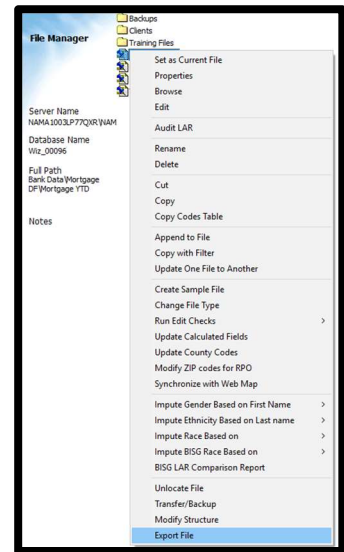 File Manager
Backups
Clients
Training Files
Server Name
NAMA1003LP77QXR\NAM
Database Name
Wiz_00096
Full Path
Bank Data\Mortgage
DF\Mortgage YTD
Notes
Set as Current File
Properties
Browse
Edit
Audit LAR
Rename
Delete
Cut
Copy
Copy Codes Table
Append to File
Copy with Filter
Update One File to Another
Create Sample File
Change File Type
Run Edit Checks >
Update Calculated Fields
Update County Codes
Modify ZIP codes for RPO
Synchronize with Web Map
Impute Gender Based on First Name >
Impute Ethnicity Based on Last name >
Impute Race Based on >
Impute BISG Race Based on >
BISG LAR Comparison Report
Unlocate File
Transfer/Backup
Modify Structure
Export File